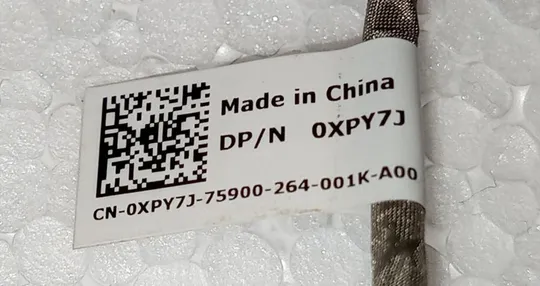 Made in China
DP/N 0XPY7J
CN-0XPY7J-75900-264-001K-A00